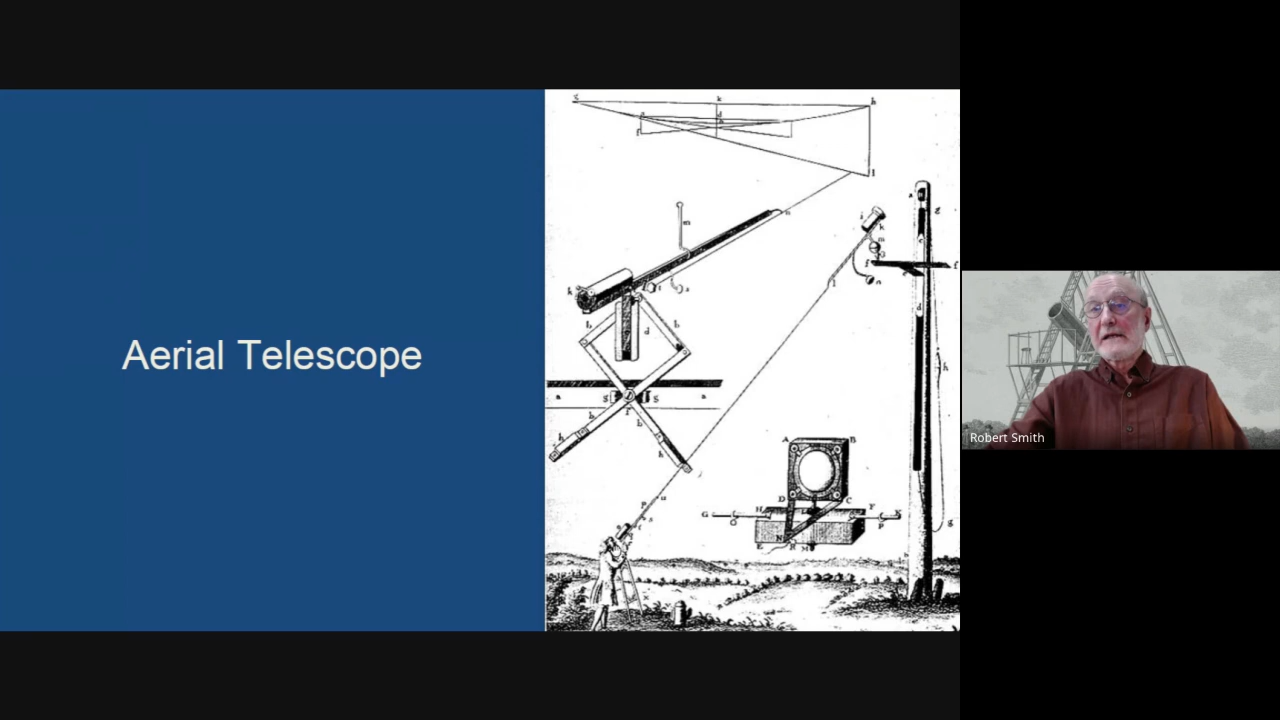 Aerial Telescope
Robert Smith
k
h
d
f
l
m
n
i
k
m
l
n
f
f
a
g
c
d
h
g
k
b
b
d
a
a
S
S
h
h
b
A
B
D
C
G
H
F
K
O
P
E
N
R
M